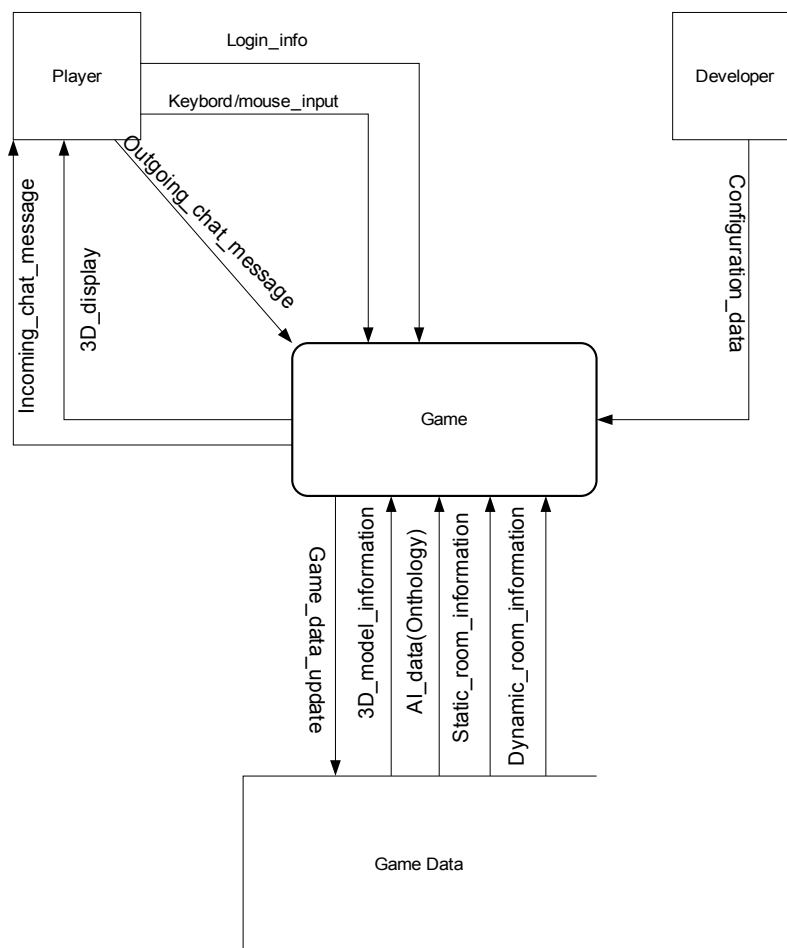 Login_info
Player
Developer
Keybord/mouse_input
Outgoing_chat_message
Incoming_chat_message
3D_display
Configuration_data
Game
Game_data_update
3D_model_information
AI_data(Onthology)
Static_room_information
Dynamic_room_information
Game Data